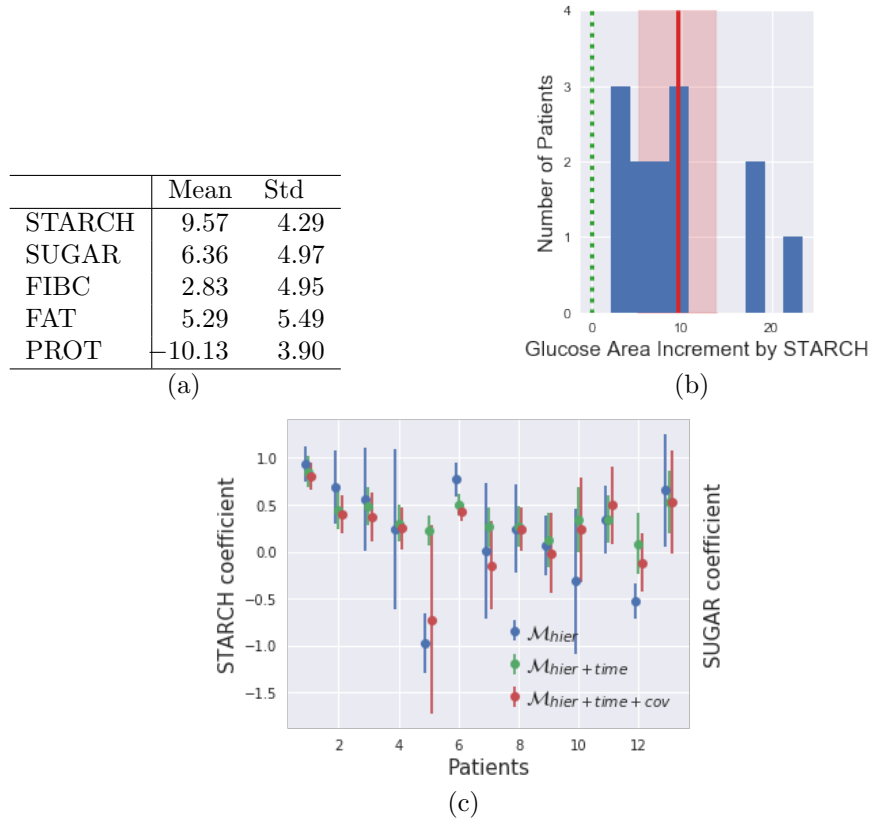 Mean Std
STARCH 9.57 4.29
SUGAR 6.36 4.97
FIBC 2.83 4.95
FAT 5.29 5.49
PROT −10.13 3.90
(a)
4
3
2
1
0
Number of Patients
0 10 20
Glucose Area Increment by STARCH
(b)
STARCH coefficient
1.0
0.5
0.0
−0.5
−1.0
−1.5
M_hier
M_hier+time
M_hier+time+cov
SUGAR coefficient
2 4 6 8 10 12
Patients
(c)